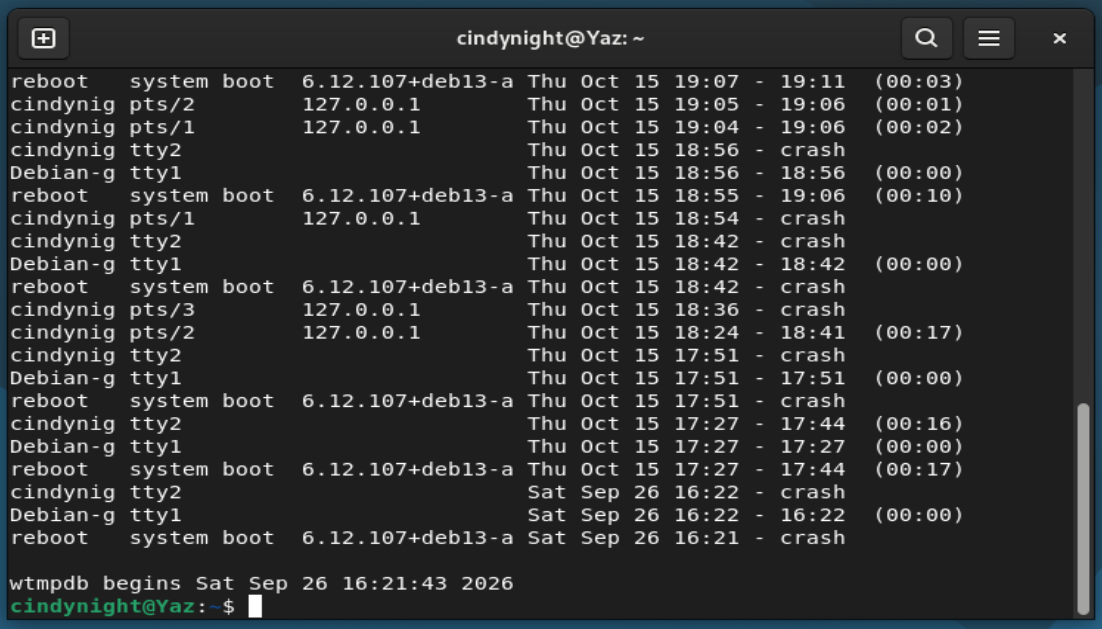 cindynight@Yaz: ~
reboot   system boot  6.12.107+deb13-a Thu Oct 15 19:07 - 19:11  (00:03)
cindynig pts/2        127.0.0.1        Thu Oct 15 19:05 - 19:06  (00:01)
cindynig pts/1        127.0.0.1        Thu Oct 15 19:04 - 19:06  (00:02)
cindynig tty2                          Thu Oct 15 18:56 - crash
Debian-g tty1                          Thu Oct 15 18:56 - 18:56  (00:00)
reboot   system boot  6.12.107+deb13-a Thu Oct 15 18:55 - 19:06  (00:10)
cindynig pts/1        127.0.0.1        Thu Oct 15 18:54 - crash
cindynig tty2                          Thu Oct 15 18:42 - crash
Debian-g tty1                          Thu Oct 15 18:42 - 18:42  (00:00)
reboot   system boot  6.12.107+deb13-a Thu Oct 15 18:42 - crash
cindynig pts/3        127.0.0.1        Thu Oct 15 18:36 - crash
cindynig pts/2        127.0.0.1        Thu Oct 15 18:24 - 18:41  (00:17)
cindynig tty2                          Thu Oct 15 17:51 - crash
Debian-g tty1                          Thu Oct 15 17:51 - 17:51  (00:00)
reboot   system boot  6.12.107+deb13-a Thu Oct 15 17:51 - crash
cindynig tty2                          Thu Oct 15 17:27 - 17:44  (00:16)
Debian-g tty1                          Thu Oct 15 17:27 - 17:27  (00:00)
reboot   system boot  6.12.107+deb13-a Thu Oct 15 17:27 - 17:44  (00:17)
cindynig tty2                          Sat Sep 26 16:22 - crash
Debian-g tty1                          Sat Sep 26 16:22 - 16:22  (00:00)
reboot   system boot  6.12.107+deb13-a Sat Sep 26 16:21 - crash
wtmpdb begins Sat Sep 26 16:21:43 2026
cindynight@Yaz:~$